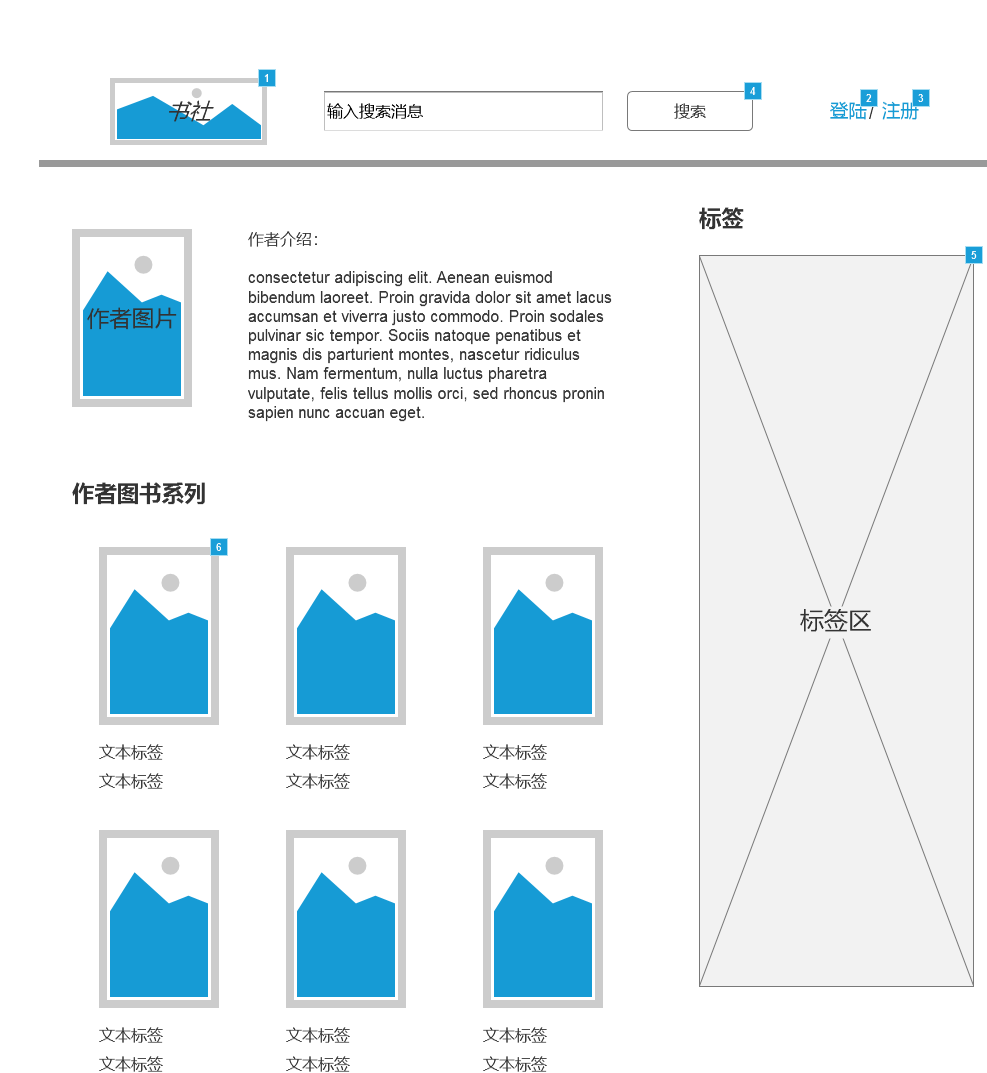 1
书社
输入搜索消息
搜索
4
登陆 / 注册
2
3
标签
5
标签区
作者图片
作者介绍：
consectetur adipiscing elit. Aenean euismod
bibendum laoreet. Proin gravida dolor sit amet lacus
accumsan et viverra justo commodo. Proin sodales
pulvinar sic tempor. Sociis natoque penatibus et
magnis dis parturient montes, nascetur ridiculus
mus. Nam fermentum, nulla luctus pharetra
vulputate, felis tellus mollis orci, sed rhoncus pronin
sapien nunc accuan eget.
作者图书系列
6
文本标签 文本标签 文本标签
文本标签 文本标签 文本标签
文本标签 文本标签 文本标签
文本标签 文本标签 文本标签